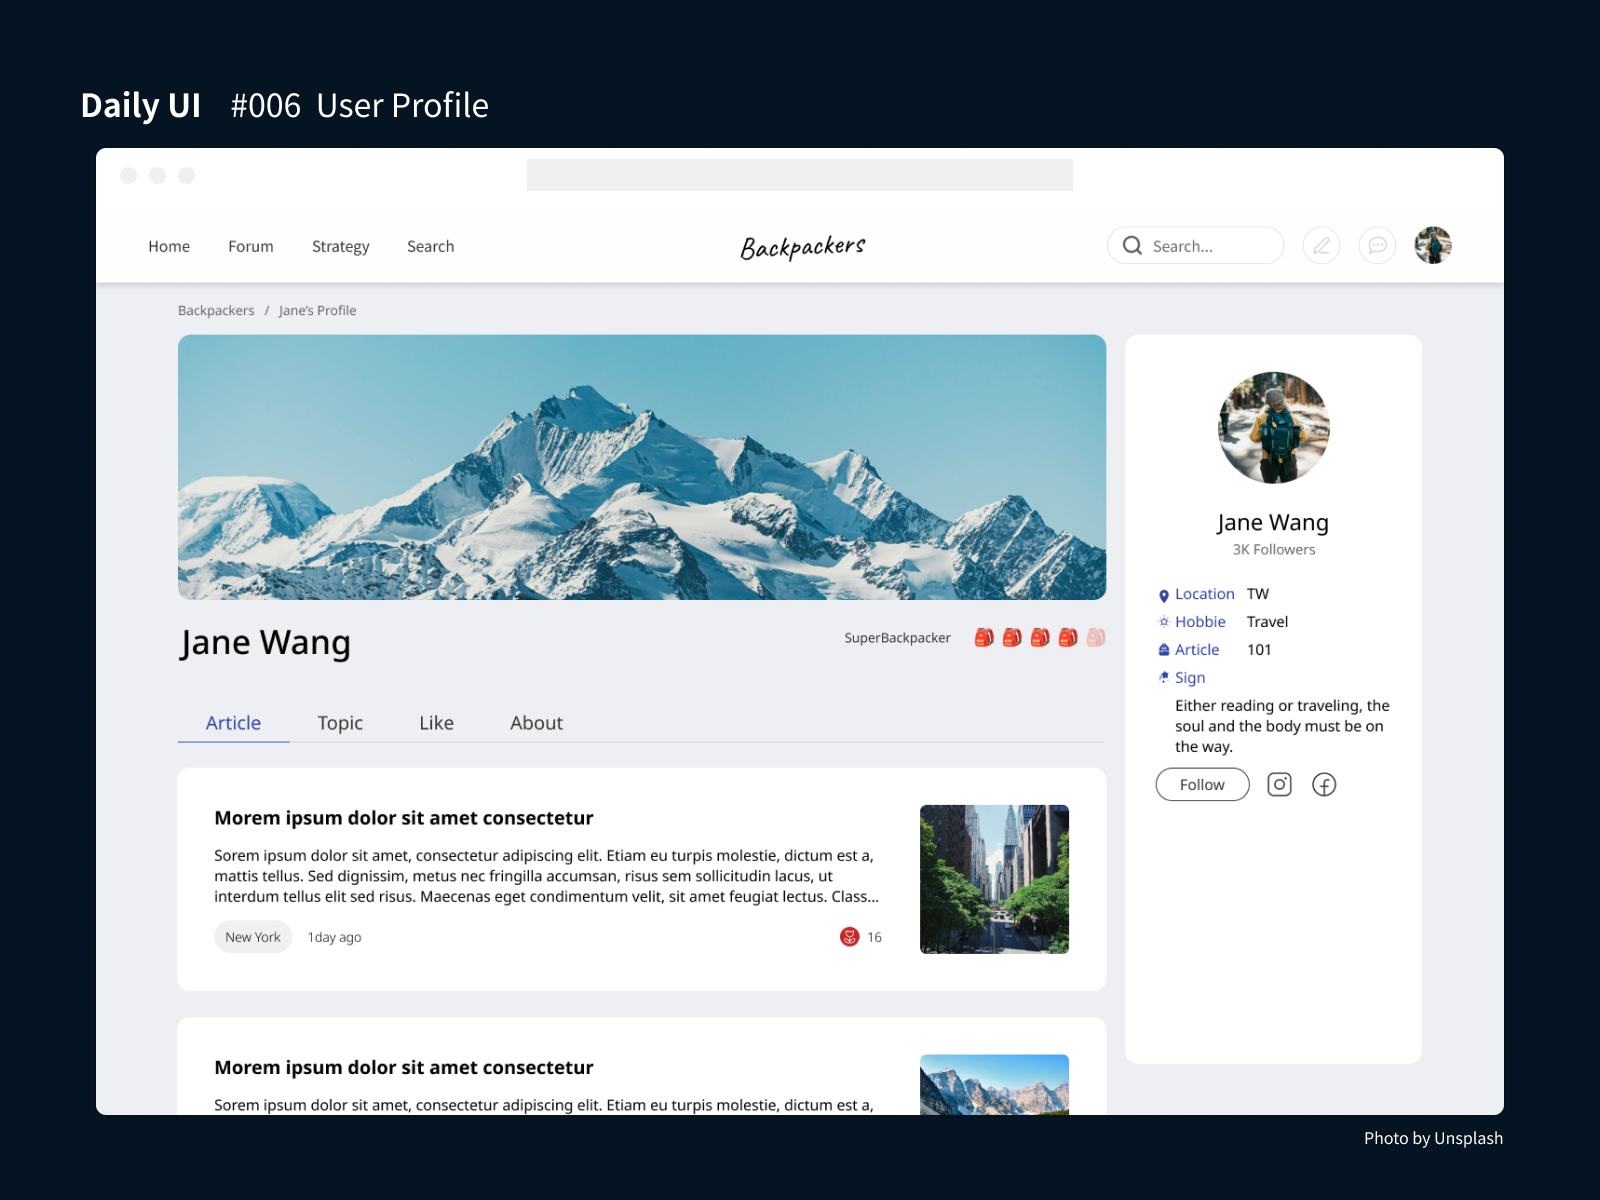 Daily UI #006 User Profile
Home Forum Strategy Search Backpackers Search...
Backpackers / Jane's Profile
Jane Wang
SuperBackpacker
Article Topic Like About
Morem ipsum dolor sit amet consectetur
Sorem ipsum dolor sit amet, consectetur adipiscing elit. Etiam eu turpis molestie, dictum est a,
mattis tellus. Sed dignissim, metus nec fringilla accumsan, risus sem sollicitudin lacus, ut
interdum tellus elit sed risus. Maecenas eget condimentum velit, sit amet feugiat lectus. Class...
New York 1day ago 16
Morem ipsum dolor sit amet consectetur
Sorem ipsum dolor sit amet, consectetur adipiscing elit. Etiam eu turpis molestie, dictum est a,
Jane Wang
3K Followers
Location TW
Hobbie Travel
Article 101
Sign
Either reading or traveling, the
soul and the body must be on
the way.
Follow
Photo by Unsplash